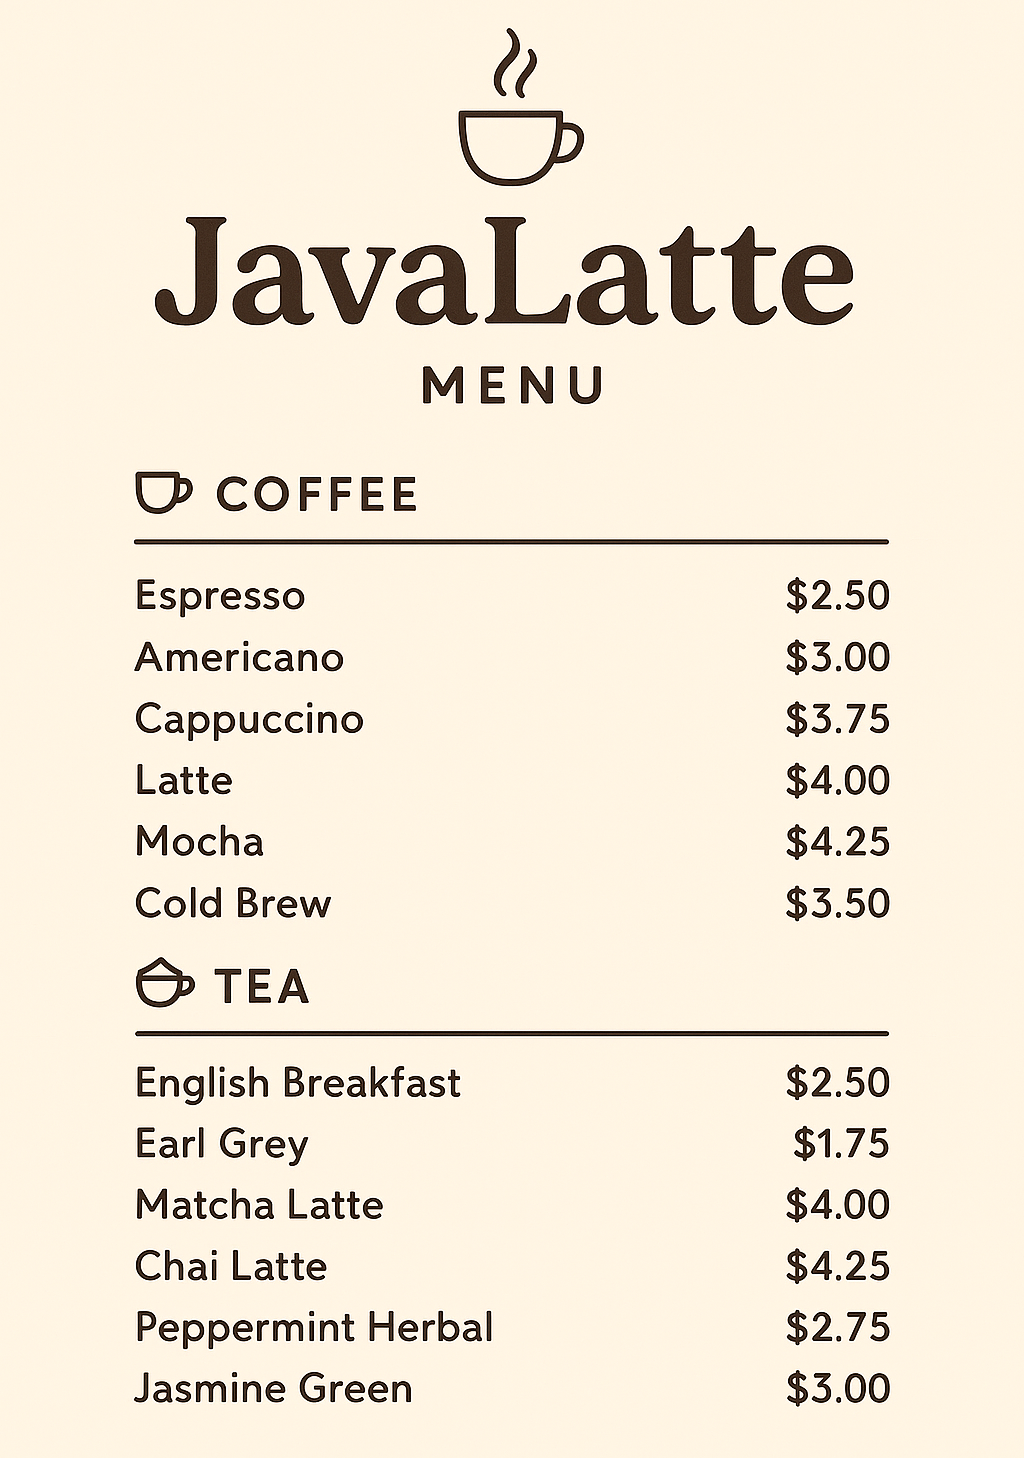 JavaLatte
MENU
COFFEE
Espresso $2.50
Americano $3.00
Cappuccino $3.75
Latte $4.00
Mocha $4.25
Cold Brew $3.50
TEA
English Breakfast $2.50
Earl Grey $1.75
Matcha Latte $4.00
Chai Latte $4.25
Peppermint Herbal $2.75
Jasmine Green $3.00